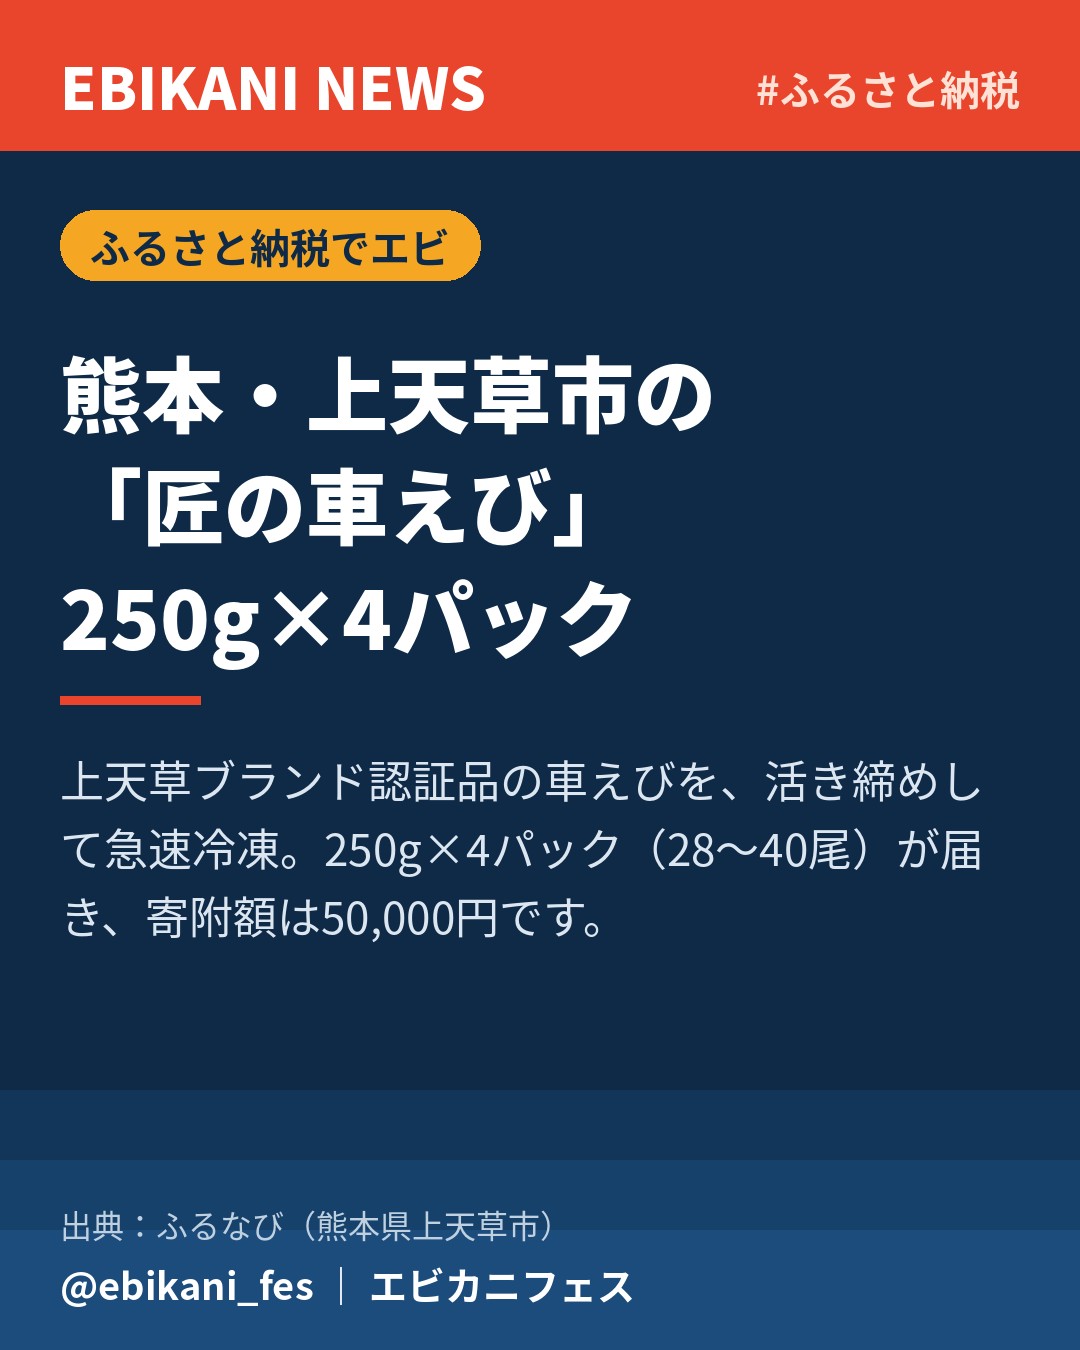 EBIKANI NEWS
#ふるさと納税
ふるさと納税でエビ
熊本・上天草市の
「匠の車えび」
250g×4パック
上天草ブランド認証品の車えびを、活き締めし
て急速冷凍。250g×4パック（28〜40尾）が届
き、寄附額は50,000円です。
出典：ふるなび（熊本県上天草市）
@ebikani_fes｜エビカニフェス